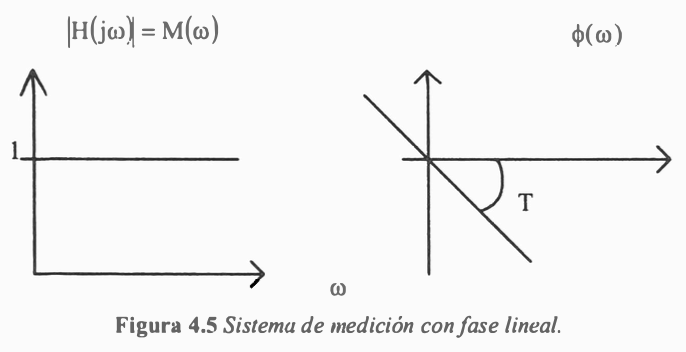 |H(jω)| = M(ω)
ϕ(ω)
1
T
ω
Figura 4.5 Sistema de medición con fase lineal.